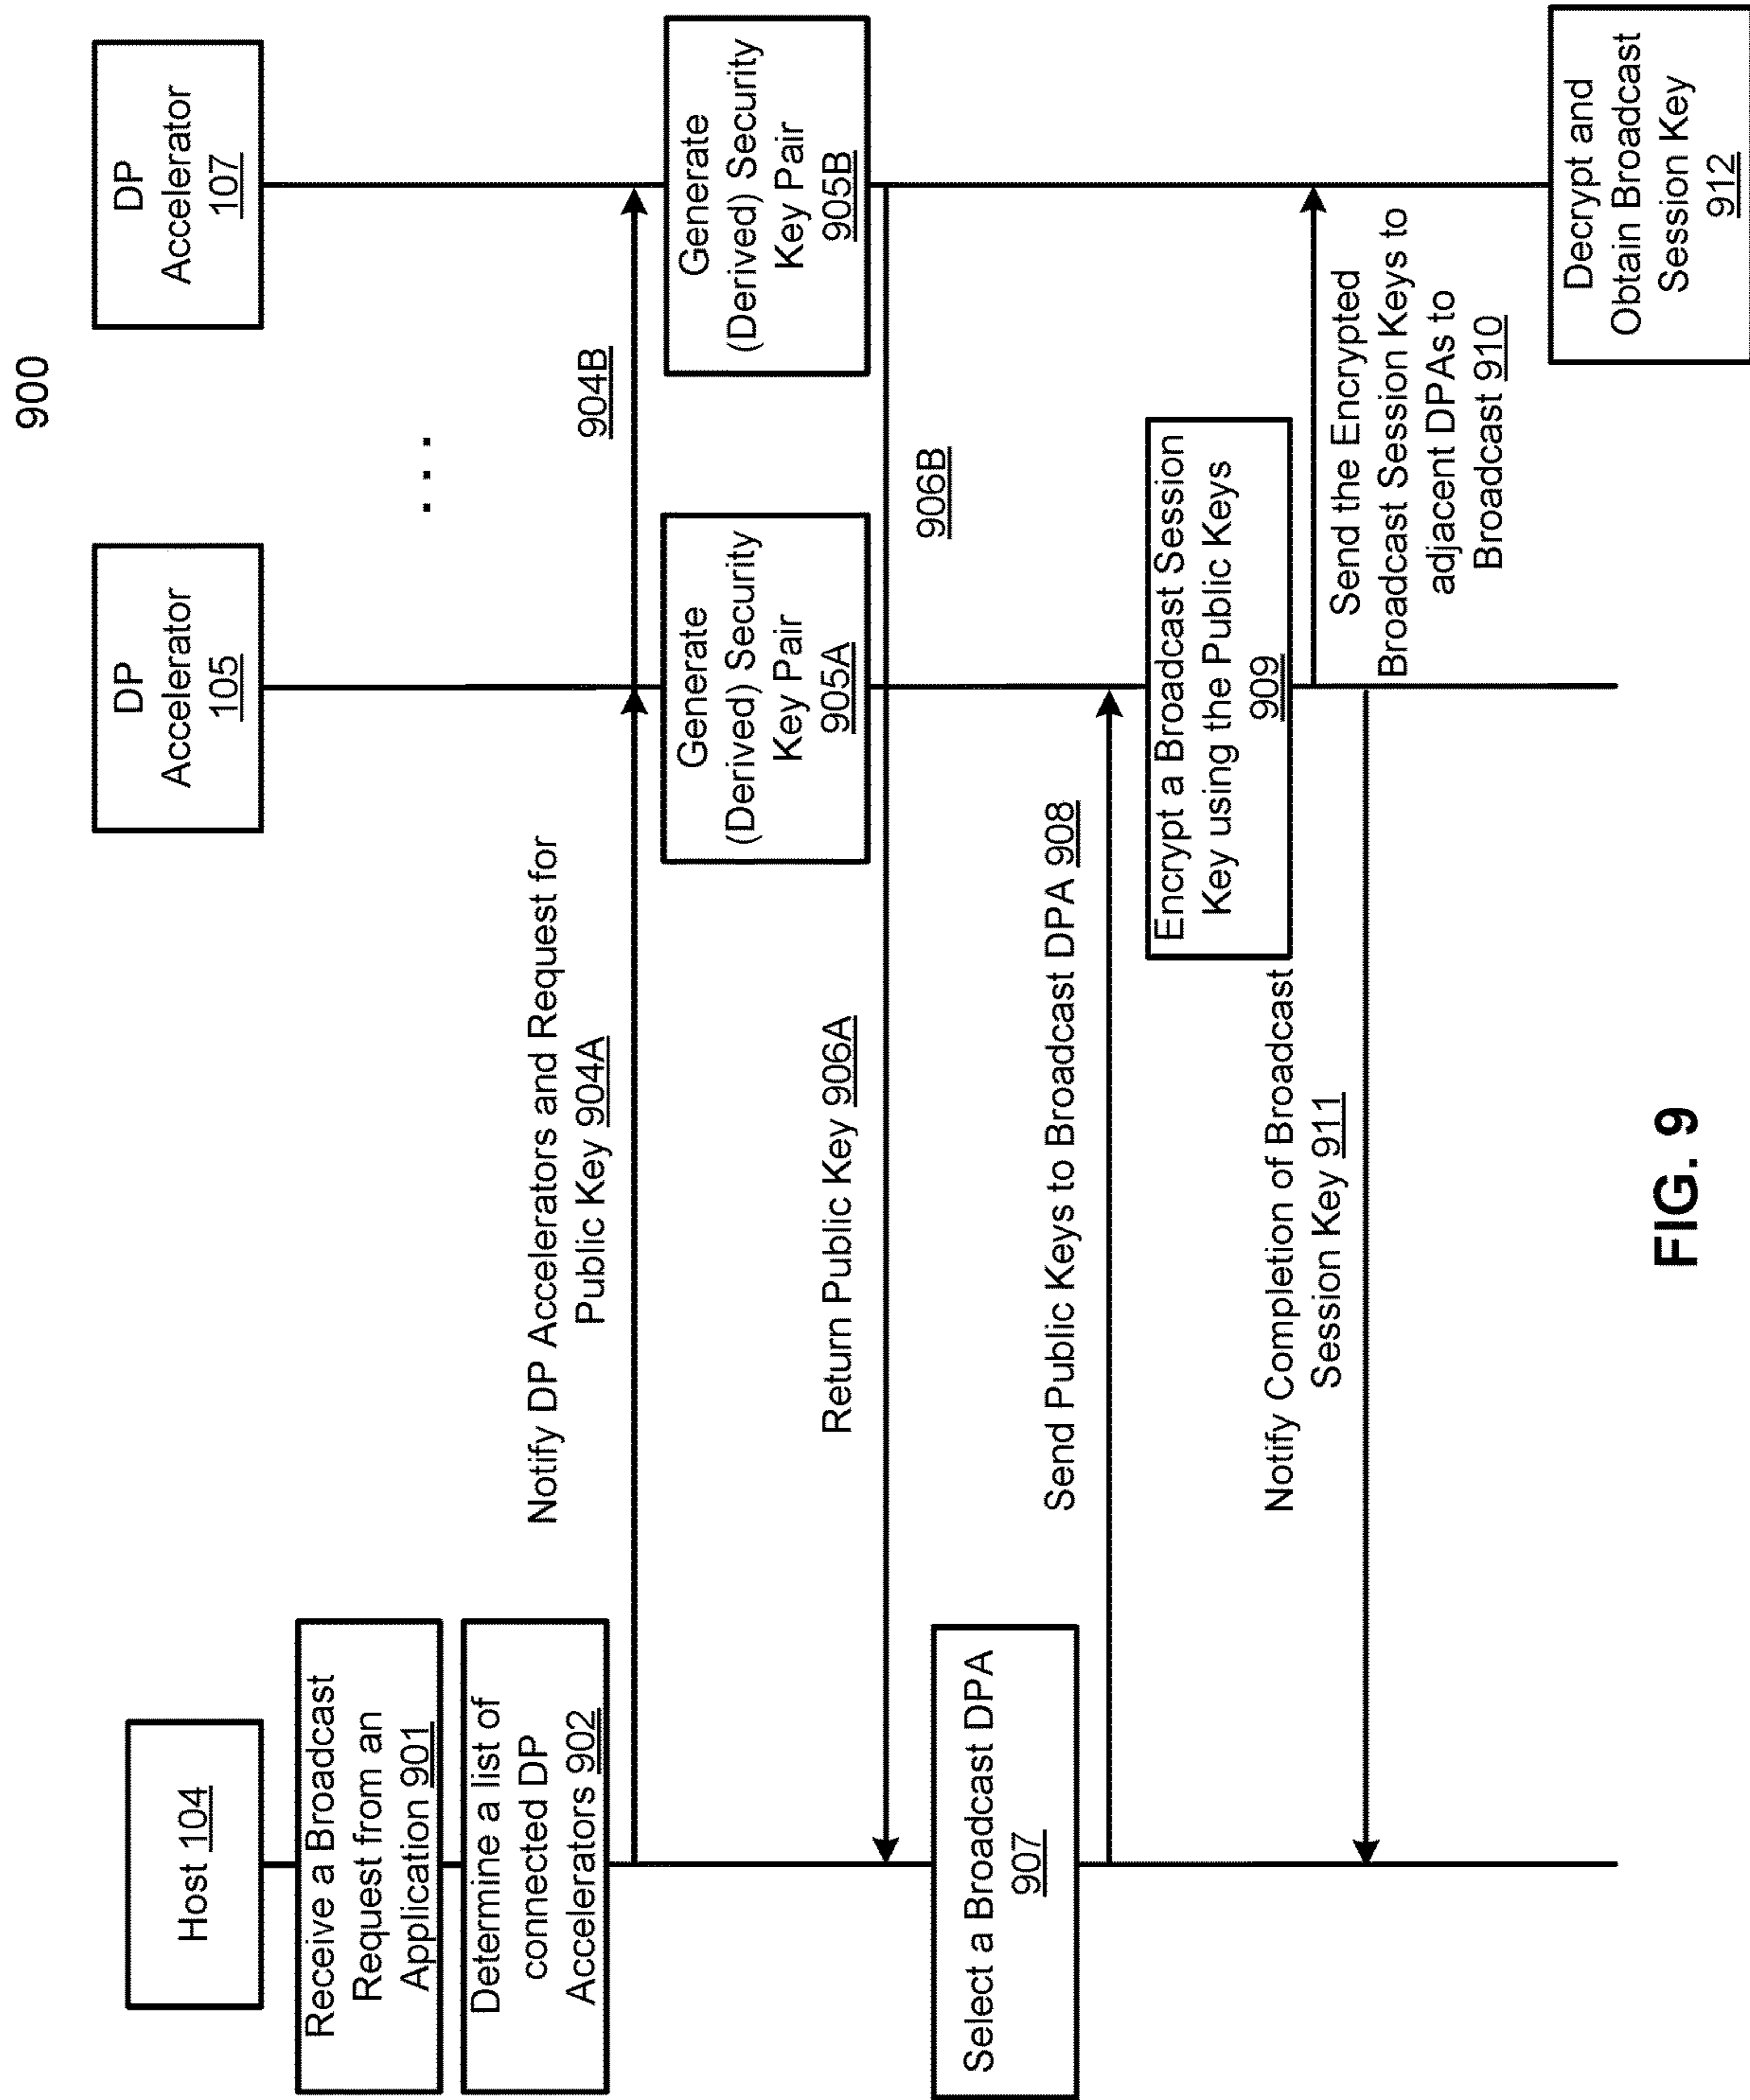 900
Host 104
DP
Accelerator
105
. . .
DP
Accelerator
107
Receive a Broadcast
Request from an
Application 901
Determine a list of
connected DP
Accelerators 902
Notify DP Accelerators and Request for
Public Key 904A
904B
Generate
(Derived) Security
Key Pair
905A
Generate
(Derived) Security
Key Pair
905B
Return Public Key 906A
906B
Select a Broadcast DPA
907
Send Public Keys to Broadcast DPA 908
Encrypt a Broadcast Session
Key using the Public Keys
909
Send the Encrypted
Broadcast Session Keys to
adjacent DPAs to
Broadcast 910
Notify Completion of Broadcast
Session Key 911
Decrypt and
Obtain Broadcast
Session Key
912
FIG. 9